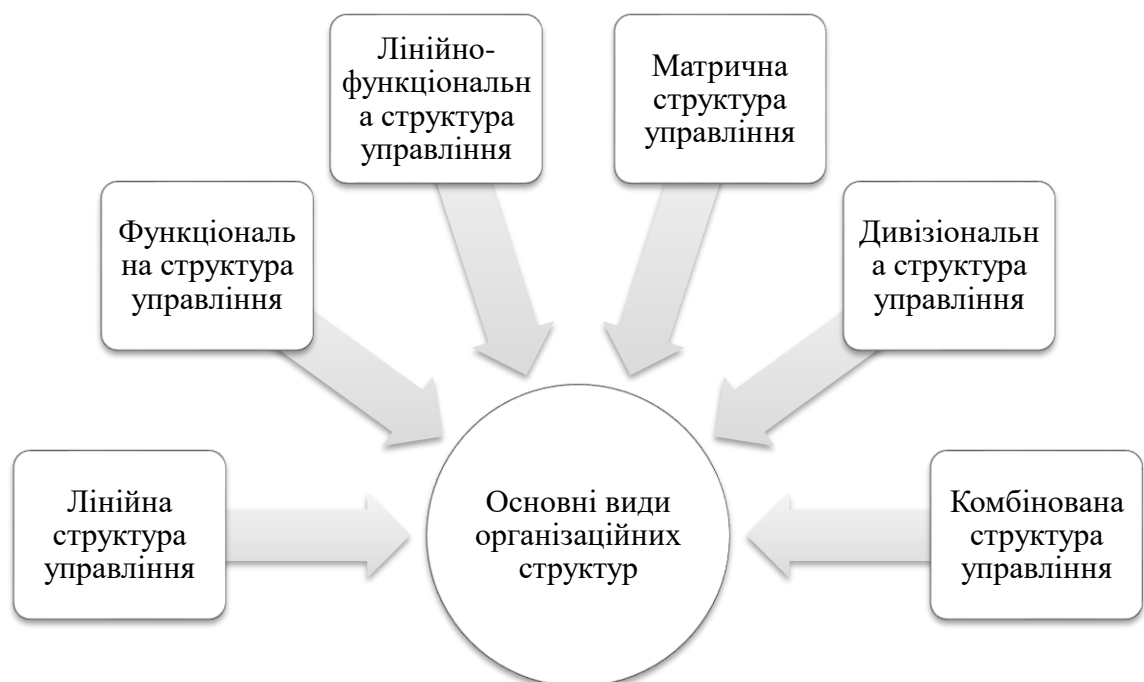 Лінійно-
функціональн
а структура
управління
Матрична
структура
управління
Функціональ
на структура
управління
Дивізіональн
а структура
управління
Лінійна
структура
управління
Основні види
організаційних
структур
Комбінована
структура
управління